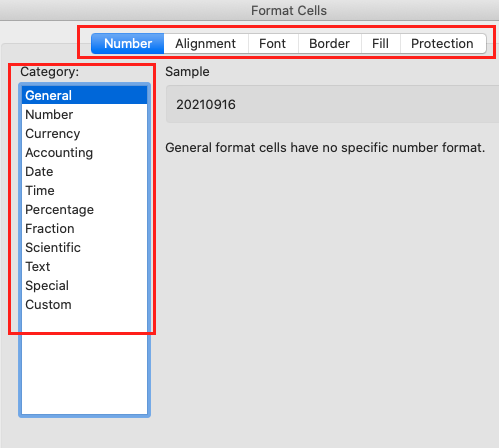 Format Cells
Number Alignment Font Border Fill Protection
Category:
General
Number
Currency
Accounting
Date
Time
Percentage
Fraction
Scientific
Text
Special
Custom
Sample
20210916
General format cells have no specific number format.